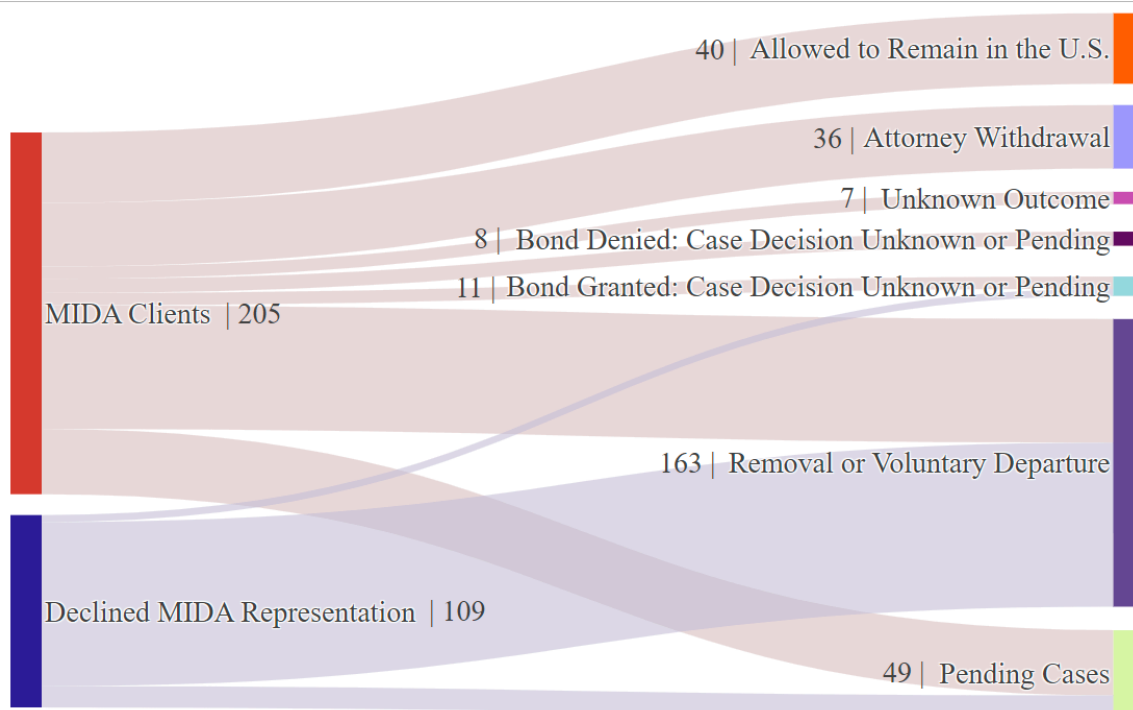 40 | Allowed to Remain in the U.S.
36 | Attorney Withdrawal
7 | Unknown Outcome
8 | Bond Denied: Case Decision Unknown or Pending
11 | Bond Granted: Case Decision Unknown or Pending
MIDA Clients | 205
163 | Removal or Voluntary Departure
Declined MIDA Representation | 109
49 | Pending Cases